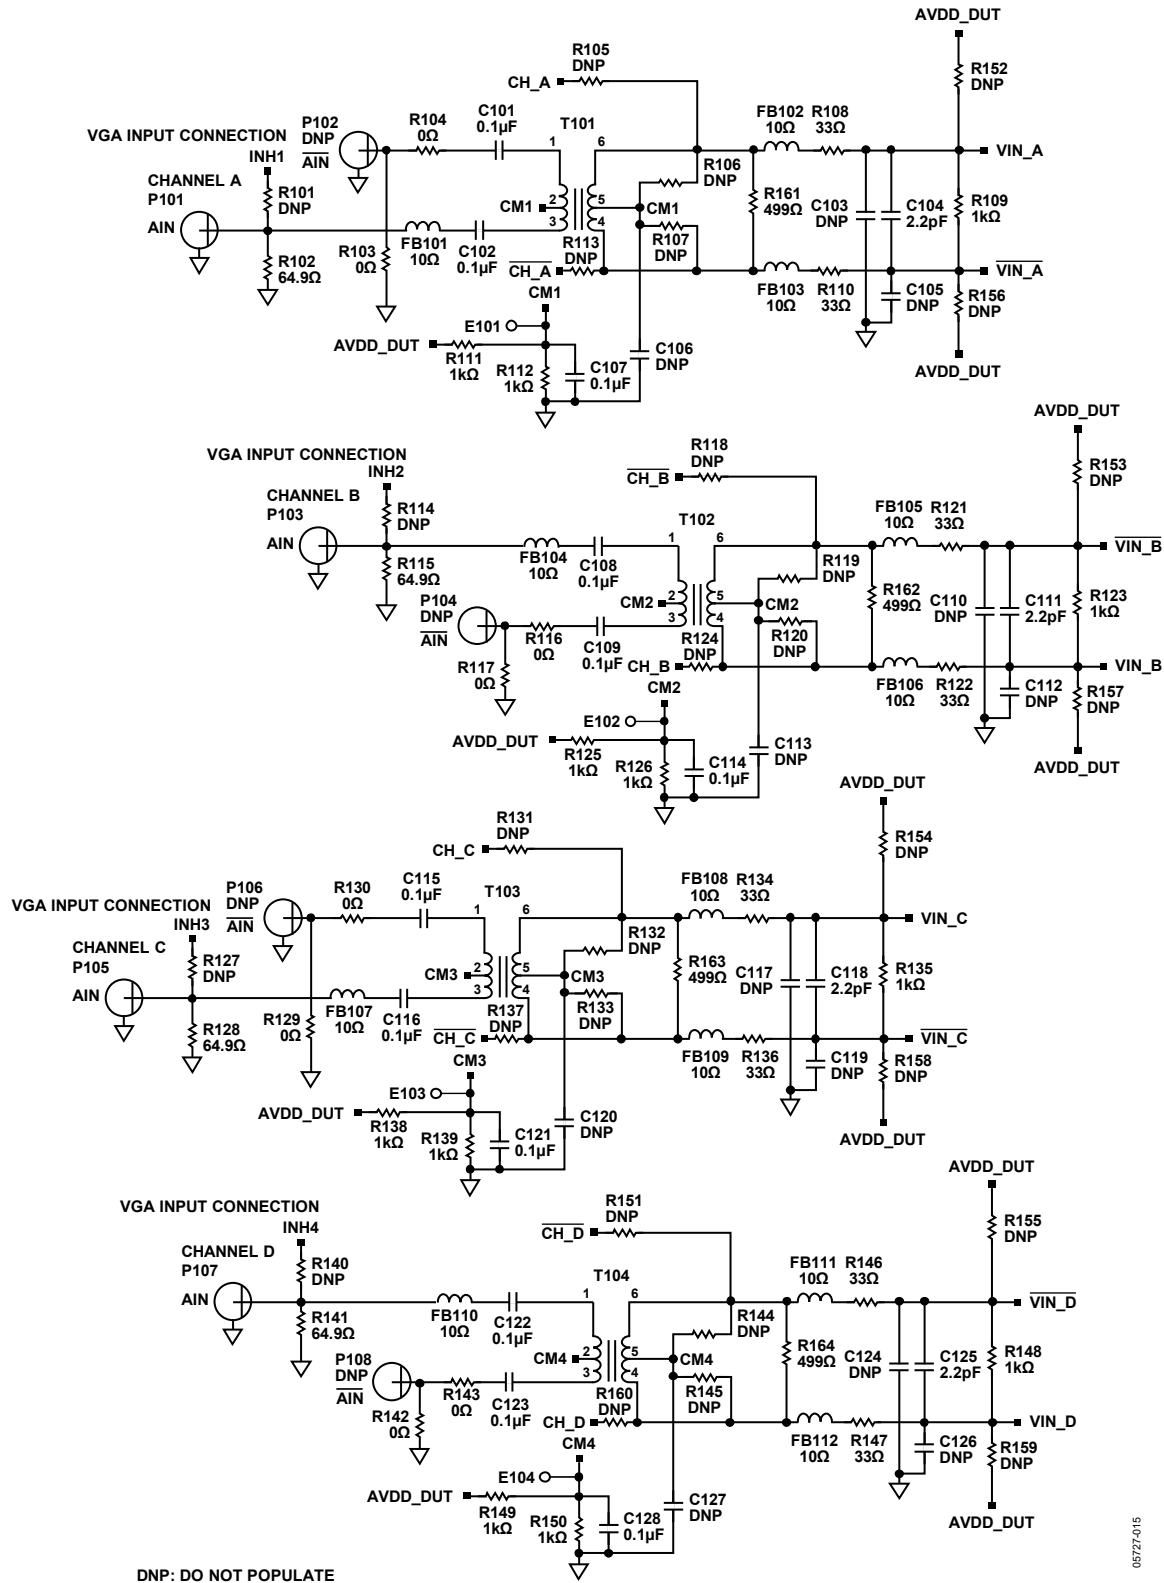 AVDD_DUT
R105
DNP
CH_A
R152
DNP
P102
DNP
AIN
R104
0Ω
C101
0.1µF
T101
FB102
10Ω
R108
33Ω
VGA INPUT CONNECTION
INH1
1
6
VIN_A
CHANNEL A
P101
R101
DNP
R106
DNP
AIN
CM1
2
5
CM1
R161
499Ω
C103
DNP
C104
2.2pF
R109
1kΩ
3
4
FB101
10Ω
C102
0.1µF
R113
DNP
R107
DNP
R102
64.9Ω
R103
0Ω
CH_A
FB103
10Ω
R110
33Ω
C105
DNP
VIN_A
R156
DNP
CM1
E101
AVDD_DUT
R111
1kΩ
R112
1kΩ
C107
0.1µF
C106
DNP
AVDD_DUT
AVDD_DUT
R118
DNP
CH_B
R153
DNP
VGA INPUT CONNECTION
INH2
CHANNEL B
P103
R114
DNP
T102
FB105
10Ω
R121
33Ω
AIN
1
6
VIN_B
R115
64.9Ω
FB104
10Ω
C108
0.1µF
R119
DNP
P104
DNP
AIN
CM2
2
5
CM2
R162
499Ω
C110
DNP
C111
2.2pF
R123
1kΩ
3
4
R116
0Ω
C109
0.1µF
R124
DNP
R120
DNP
R117
0Ω
CH_B
FB106
10Ω
R122
33Ω
C112
DNP
VIN_B
R157
DNP
CM2
E102
AVDD_DUT
R125
1kΩ
R126
1kΩ
C114
0.1µF
C113
DNP
AVDD_DUT
AVDD_DUT
R131
DNP
CH_C
R154
DNP
P106
DNP
AIN
R130
0Ω
C115
0.1µF
T103
FB108
10Ω
R134
33Ω
VGA INPUT CONNECTION
INH3
1
6
VIN_C
CHANNEL C
P105
R127
DNP
R132
DNP
AIN
CM3
2
5
CM3
R163
499Ω
C117
DNP
C118
2.2pF
R135
1kΩ
3
4
FB107
10Ω
C116
0.1µF
R137
DNP
R133
DNP
R128
64.9Ω
R129
0Ω
CH_C
FB109
10Ω
R136
33Ω
C119
DNP
VIN_C
R158
DNP
CM3
E103
AVDD_DUT
R138
1kΩ
R139
1kΩ
C121
0.1µF
C120
DNP
AVDD_DUT
AVDD_DUT
R151
DNP
CH_D
R155
DNP
VGA INPUT CONNECTION
INH4
CHANNEL D
P107
R140
DNP
T104
FB111
10Ω
R146
33Ω
AIN
1
6
VIN_D
R141
64.9Ω
FB110
10Ω
C122
0.1µF
R144
DNP
P108
DNP
AIN
CM4
2
5
CM4
R164
499Ω
C124
DNP
C125
2.2pF
R148
1kΩ
3
4
R143
0Ω
C123
0.1µF
R160
DNP
R145
DNP
R142
0Ω
CH_D
FB112
10Ω
R147
33Ω
C126
DNP
VIN_D
R159
DNP
CM4
E104
AVDD_DUT
R149
1kΩ
R150
1kΩ
C128
0.1µF
C127
DNP
AVDD_DUT
DNP: DO NOT POPULATE
05727-015